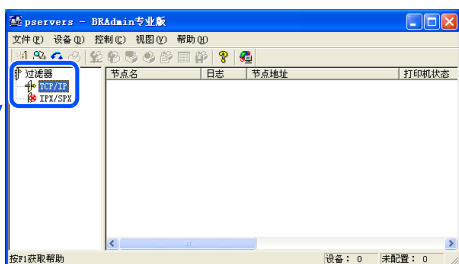 pservers - BRAdmin专业版
文件(F) 设备(D) 控制(C) 视图(V) 帮助(H)
过滤器
TCP/IP
IPX/SPX
节点名 日志 节点地址 打印机状态
按F1获取帮助 设备: 0 未配置: 0